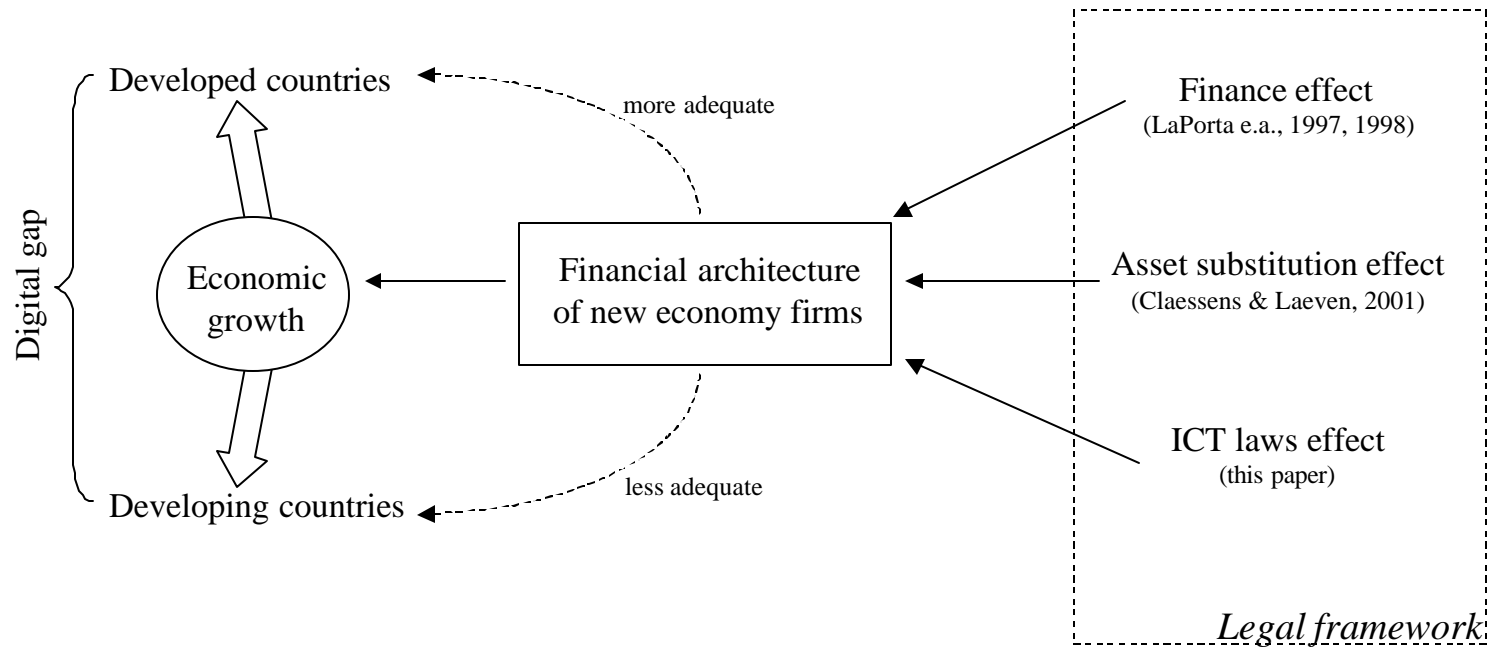 Digital gap
Developed countries
Economic
growth
Developing countries
more adequate
Financial architecture
of new economy firms
less adequate
Finance effect
(LaPorta e.a., 1997, 1998)
Asset substitution effect
(Claessens & Laeven, 2001)
ICT laws effect
(this paper)
Legal framework